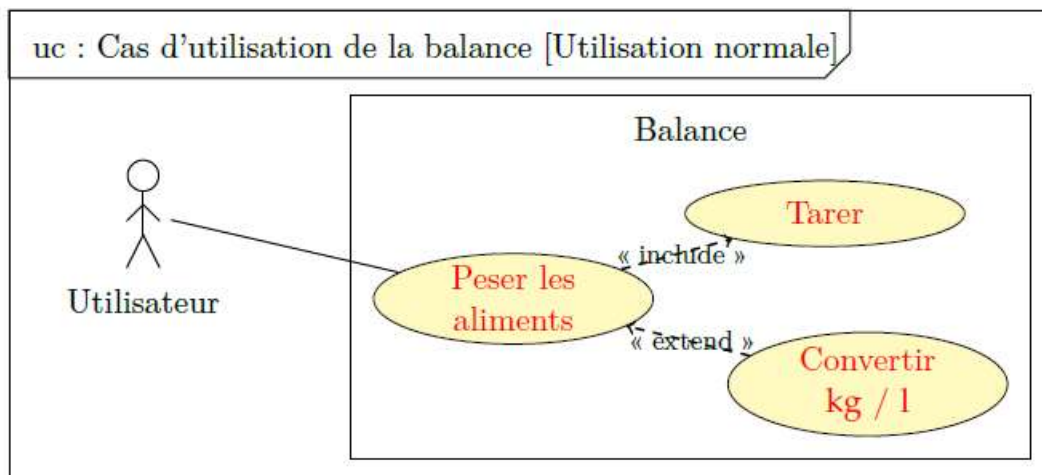 uc : Cas d'utilisation de la balance [Utilisation normale]
Balance
Tarer
« include »
Peser les
aliments
Utilisateur
« extend »
Convertir
kg / l